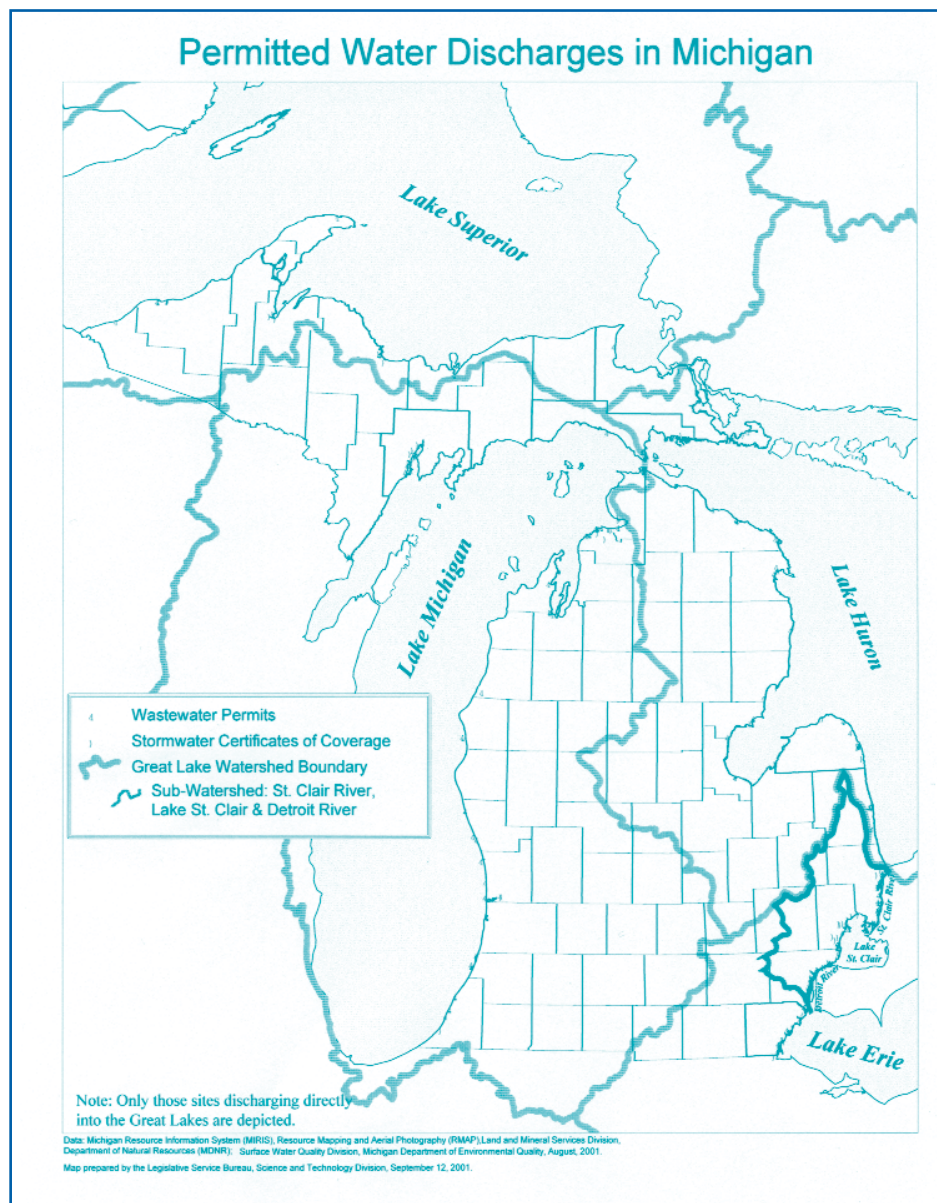 Permitted Water Discharges in Michigan
Lake Superior
Lake Michigan
Lake Huron
4 Wastewater Permits
) Stormwater Certificates of Coverage
Great Lake Watershed Boundary
Sub-Watershed: St. Clair River,
Lake St. Clair & Detroit River
St. Clair River
Lake
St. Clair
Detroit River
Lake Erie
Note: Only those sites discharging directly
into the Great Lakes are depicted.
Data: Michigan Resource Information System (MIRIS), Resource Mapping and Aerial Photography (RMAP),Land and Mineral Services Division,
Department of Natural Resources (MDNR); Surface Water Quality Division, Michigan Department of Environmental Quality, August, 2001.
Map prepared by the Legislative Service Bureau, Science and Technology Division, September 12, 2001.